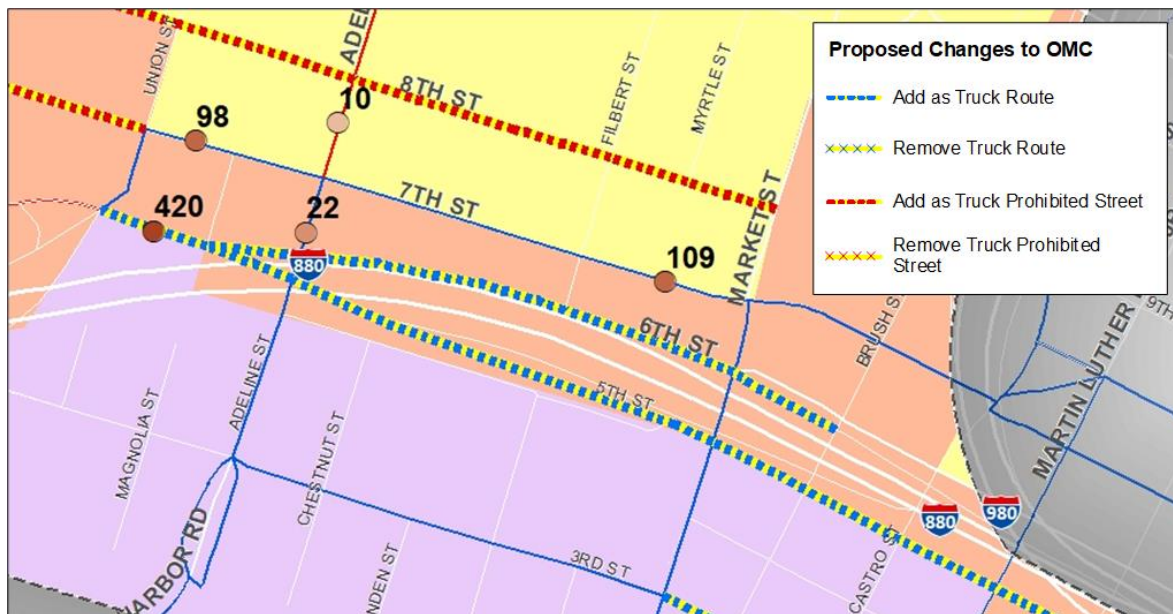 Proposed Changes to OMC
Add as Truck Route
Remove Truck Route
Add as Truck Prohibited Street
Remove Truck Prohibited
Street
UNION ST
ADEL
8TH ST
FILBERT ST
MYRTLE ST
98
10
7TH ST
MARKET ST
420
22
880
109
6TH ST
BRUSH S
MARTIN LUTHER
9TH
5TH ST
ADELINE ST
MAGNOLIA ST
CHESTNUT ST
HARBOR RD
NDEN ST
3RD ST
CASTRO ST
880
980